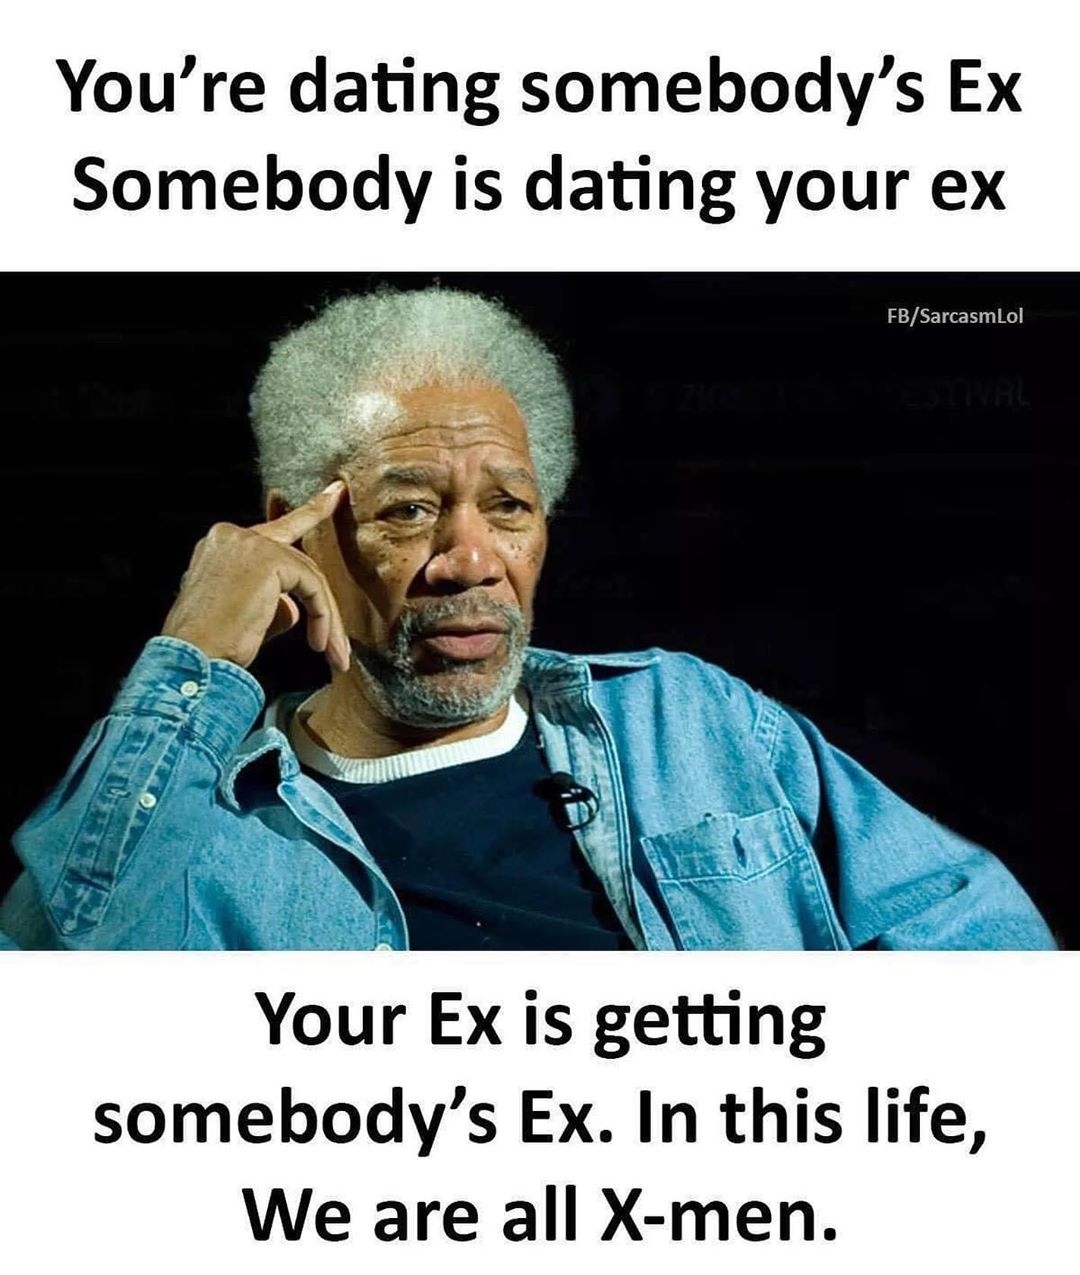 You’re dating somebody’s Ex
Somebody is dating your ex
FB/SarcasmLol
Your Ex is getting
somebody’s Ex. In this life,
We are all X-men.